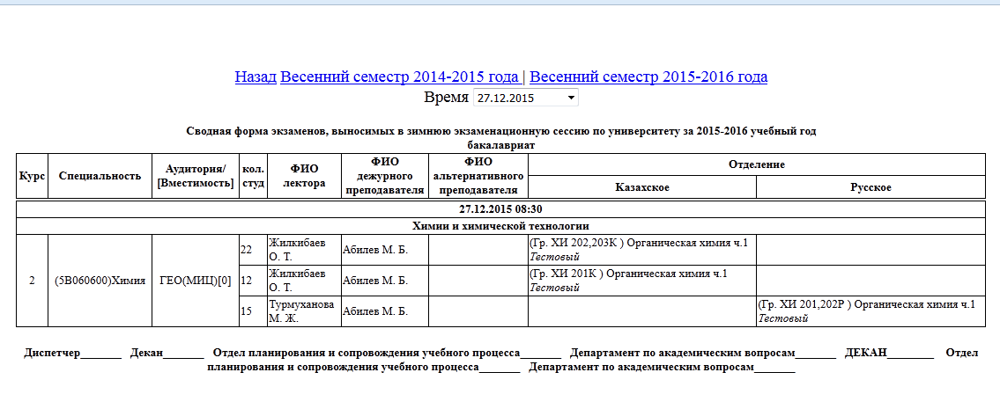 Назад Весенний семестр 2014-2015 года | Весенний семестр 2015-2016 года
Время 27.12.2015
Сводная форма экзаменов, выносимых в зимнюю экзаменационную сессию по университету за 2015-2016 учебный год
бакалавриат
Курс
Специальность
Аудитория/
[Вместимость]
кол.
студ
ФИО
лектора
ФИО
дежурного
преподавателя
ФИО
альтернативного
преподавателя
Отделение
Казахское
Русское
27.12.2015 08:30
Химии и химической технологии
2
(5B060600)Химия
ГЕО(МИЦ)[0]
22
Жилкибаев
О. Т.
Абилев М. Б.
(Гр. ХИ 202,203К ) Органическая химия ч.1
Тестовый
12
Жилкибаев
О. Т.
Абилев М. Б.
(Гр. ХИ 201К ) Органическая химия ч.1
Тестовый
15
Турмуханова
М. Ж.
Абилев М. Б.
(Гр. ХИ 201,202Р ) Органическая химия ч.1
Тестовый
Диспетчер_______ Декан_______ Отдел планирования и сопровождения учебного процесса_______ Департамент по академическим вопросам_______ ДЕКАН________ Отдел
планирования и сопровождения учебного процесса_______ Департамент по академическим вопросам_______